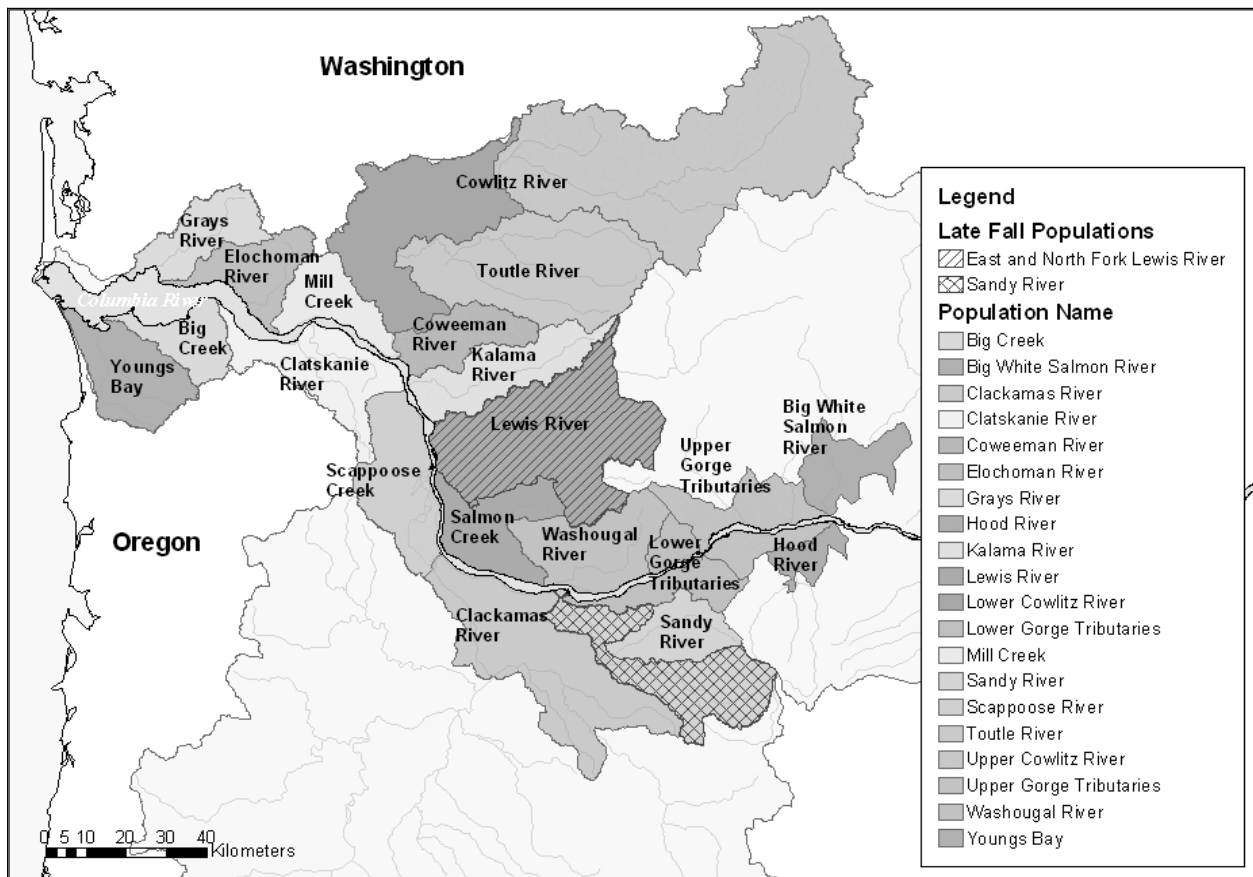 Washington
Cowlitz River
Grays
River
Elochoman
River
Mill
Creek
Toutle River
Columbia River
Big
Creek
Coweeman
River
Kalama
River
Youngs
Bay
Clatskanie
River
Lewis River
Big White
Salmon
River
Upper
Gorge
Tributaries
Scappoose
Creek
Oregon
Salmon
Creek
Washougal
River
Lower
Gorge
Tributaries
Hood
River
Clackamas
River
Sandy
River
0 5 10 20 30 40
Kilometers
Legend
Late Fall Populations
East and North Fork Lewis River
Sandy River
Population Name
Big Creek
Big White Salmon River
Clackamas River
Clatskanie River
Coweeman River
Elochoman River
Grays River
Hood River
Kalama River
Lewis River
Lower Cowlitz River
Lower Gorge Tributaries
Mill Creek
Sandy River
Scappoose River
Toutle River
Upper Cowlitz River
Upper Gorge Tributaries
Washougal River
Youngs Bay